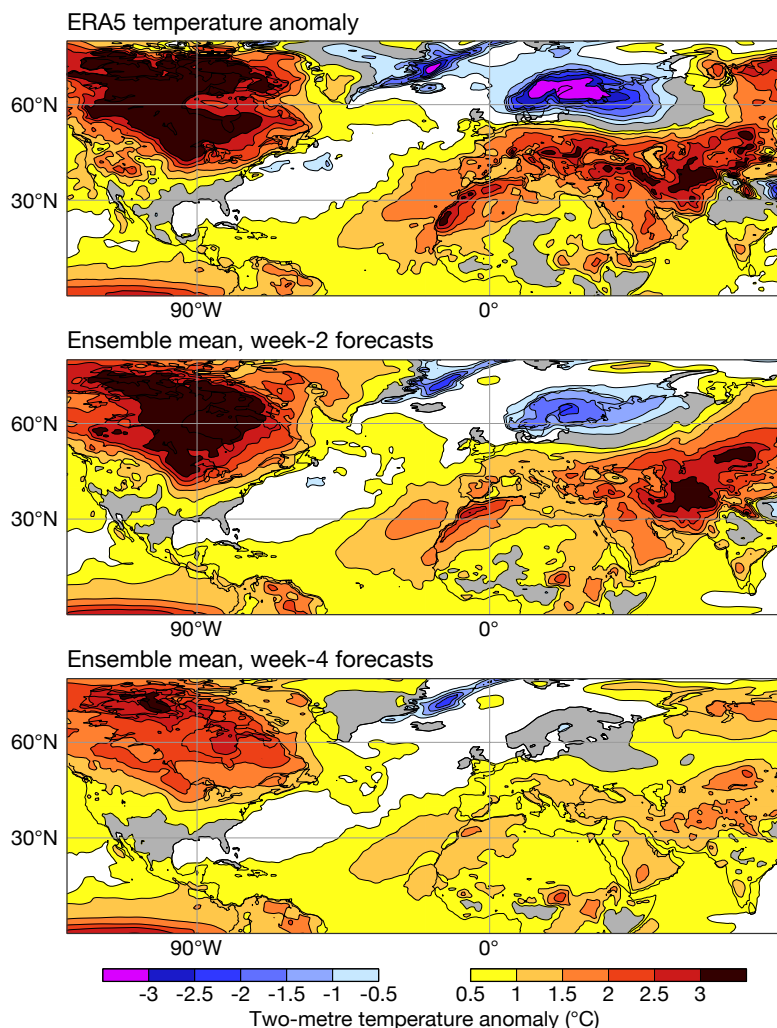 ERA5 temperature anomaly
60°N
30°N
90°W 0°
Ensemble mean, week-2 forecasts
60°N
30°N
90°W 0°
Ensemble mean, week-4 forecasts
60°N
30°N
90°W 0°
-3 -2.5 -2 -1.5 -1 -0.5 0.5 1 1.5 2 2.5 3
Two-metre temperature anomaly (°C)